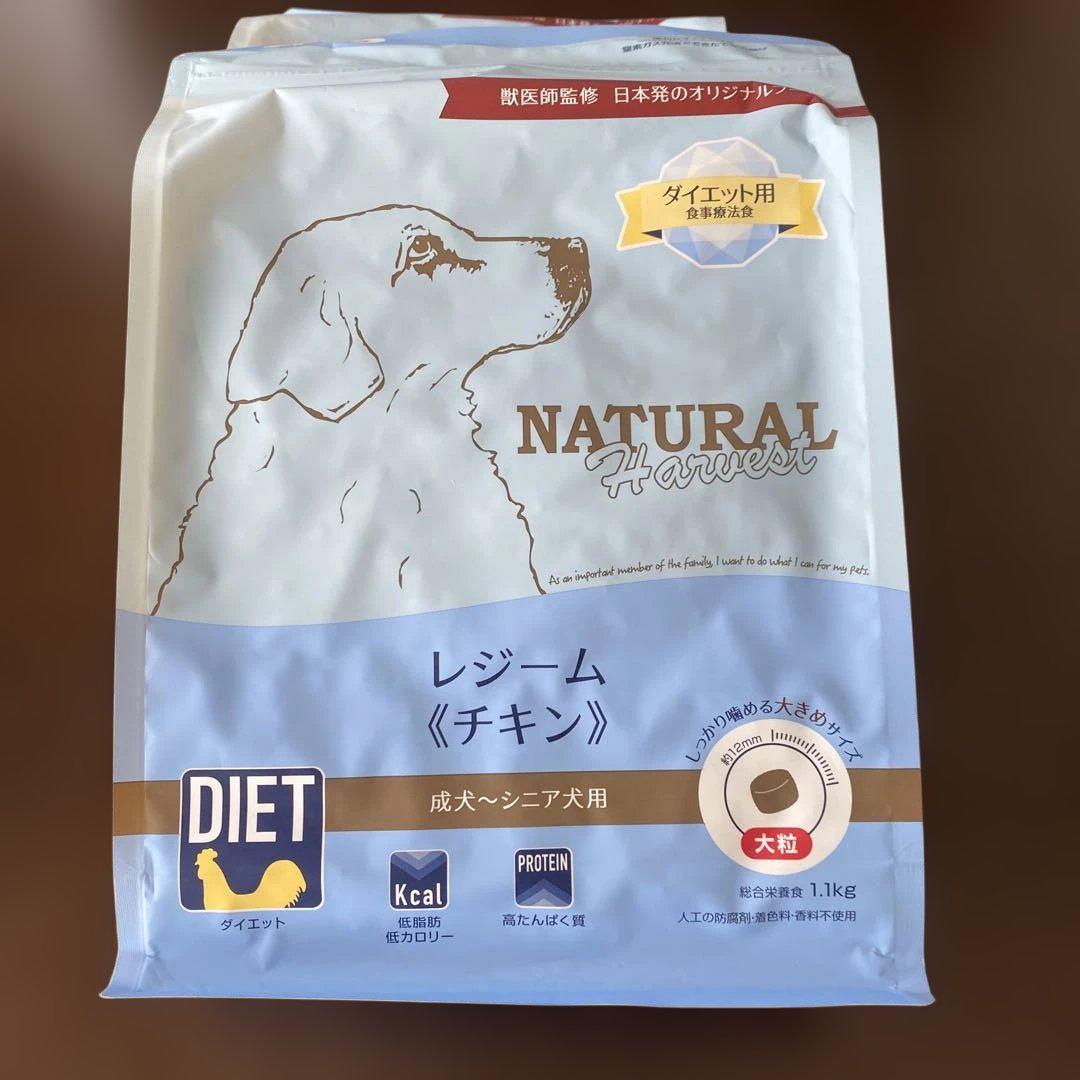 獣医師監修 日本発のオリジナル
ダイエット用
食事療法食
NATURAL
Harvest
As an important member of the family, I want to do what I can for my pets.
レジーム
《チキン》
しっかり噛める大きめサイズ
約12mm
大粒
成犬〜シニア犬用
DIET
ダイエット
Kcal
低脂肪
低カロリー
PROTEIN
高たんぱく質
総合栄養食 1.1kg
人工の防腐剤・着色料・香料不使用